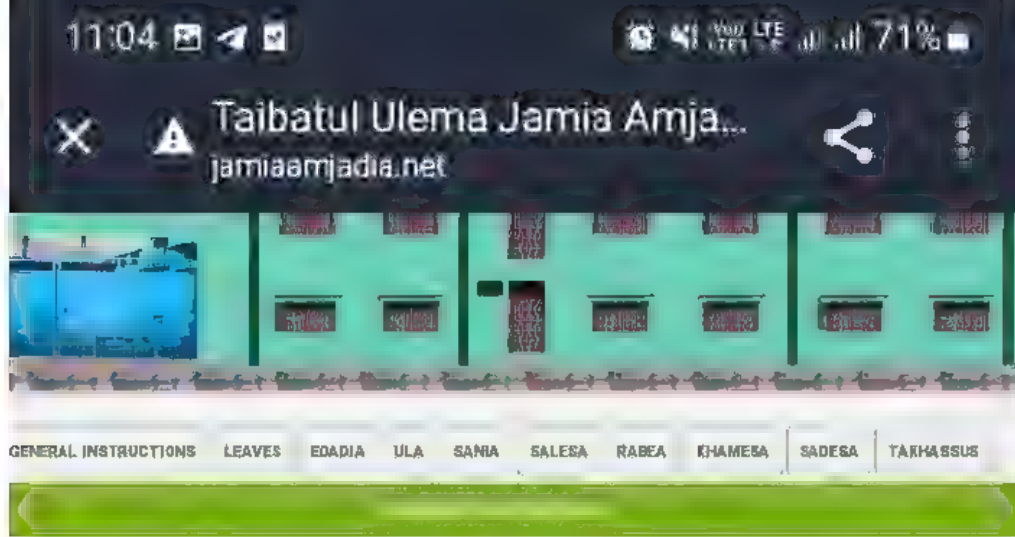 11:04 71%
Taibatul Ulema Jamia Amja...
jamiaamjadia.net
GENERAL INSTRUCTIONS LEAVES EDADIA ULA SANIA SALESA RABEA KHAMESA SADESA TAKHASSUS